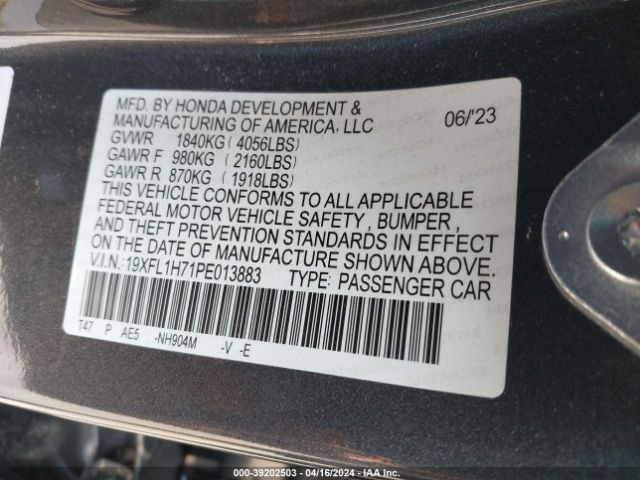 MFD. BY HONDA DEVELOPMENT &
MANUFACTURING OF AMERICA, LLC 06/'23
GVWR 1840KG ( 4056LBS)
GAWR F 980KG ( 2160LBS)
GAWR R 870KG ( 1918LBS)
THIS VEHICLE CONFORMS TO ALL APPLICABLE
FEDERAL MOTOR VEHICLE SAFETY , BUMPER ,
AND THEFT PREVENTION STANDARDS IN EFFECT
ON THE DATE OF MANUFACTURE SHOWN ABOVE.
V.I.N.:19XFL1H71PE013883 TYPE: PASSENGER CAR
T47 P AE5 -NH904M -V -E
000-39202503 - 04/16/2024 - IAA Inc.